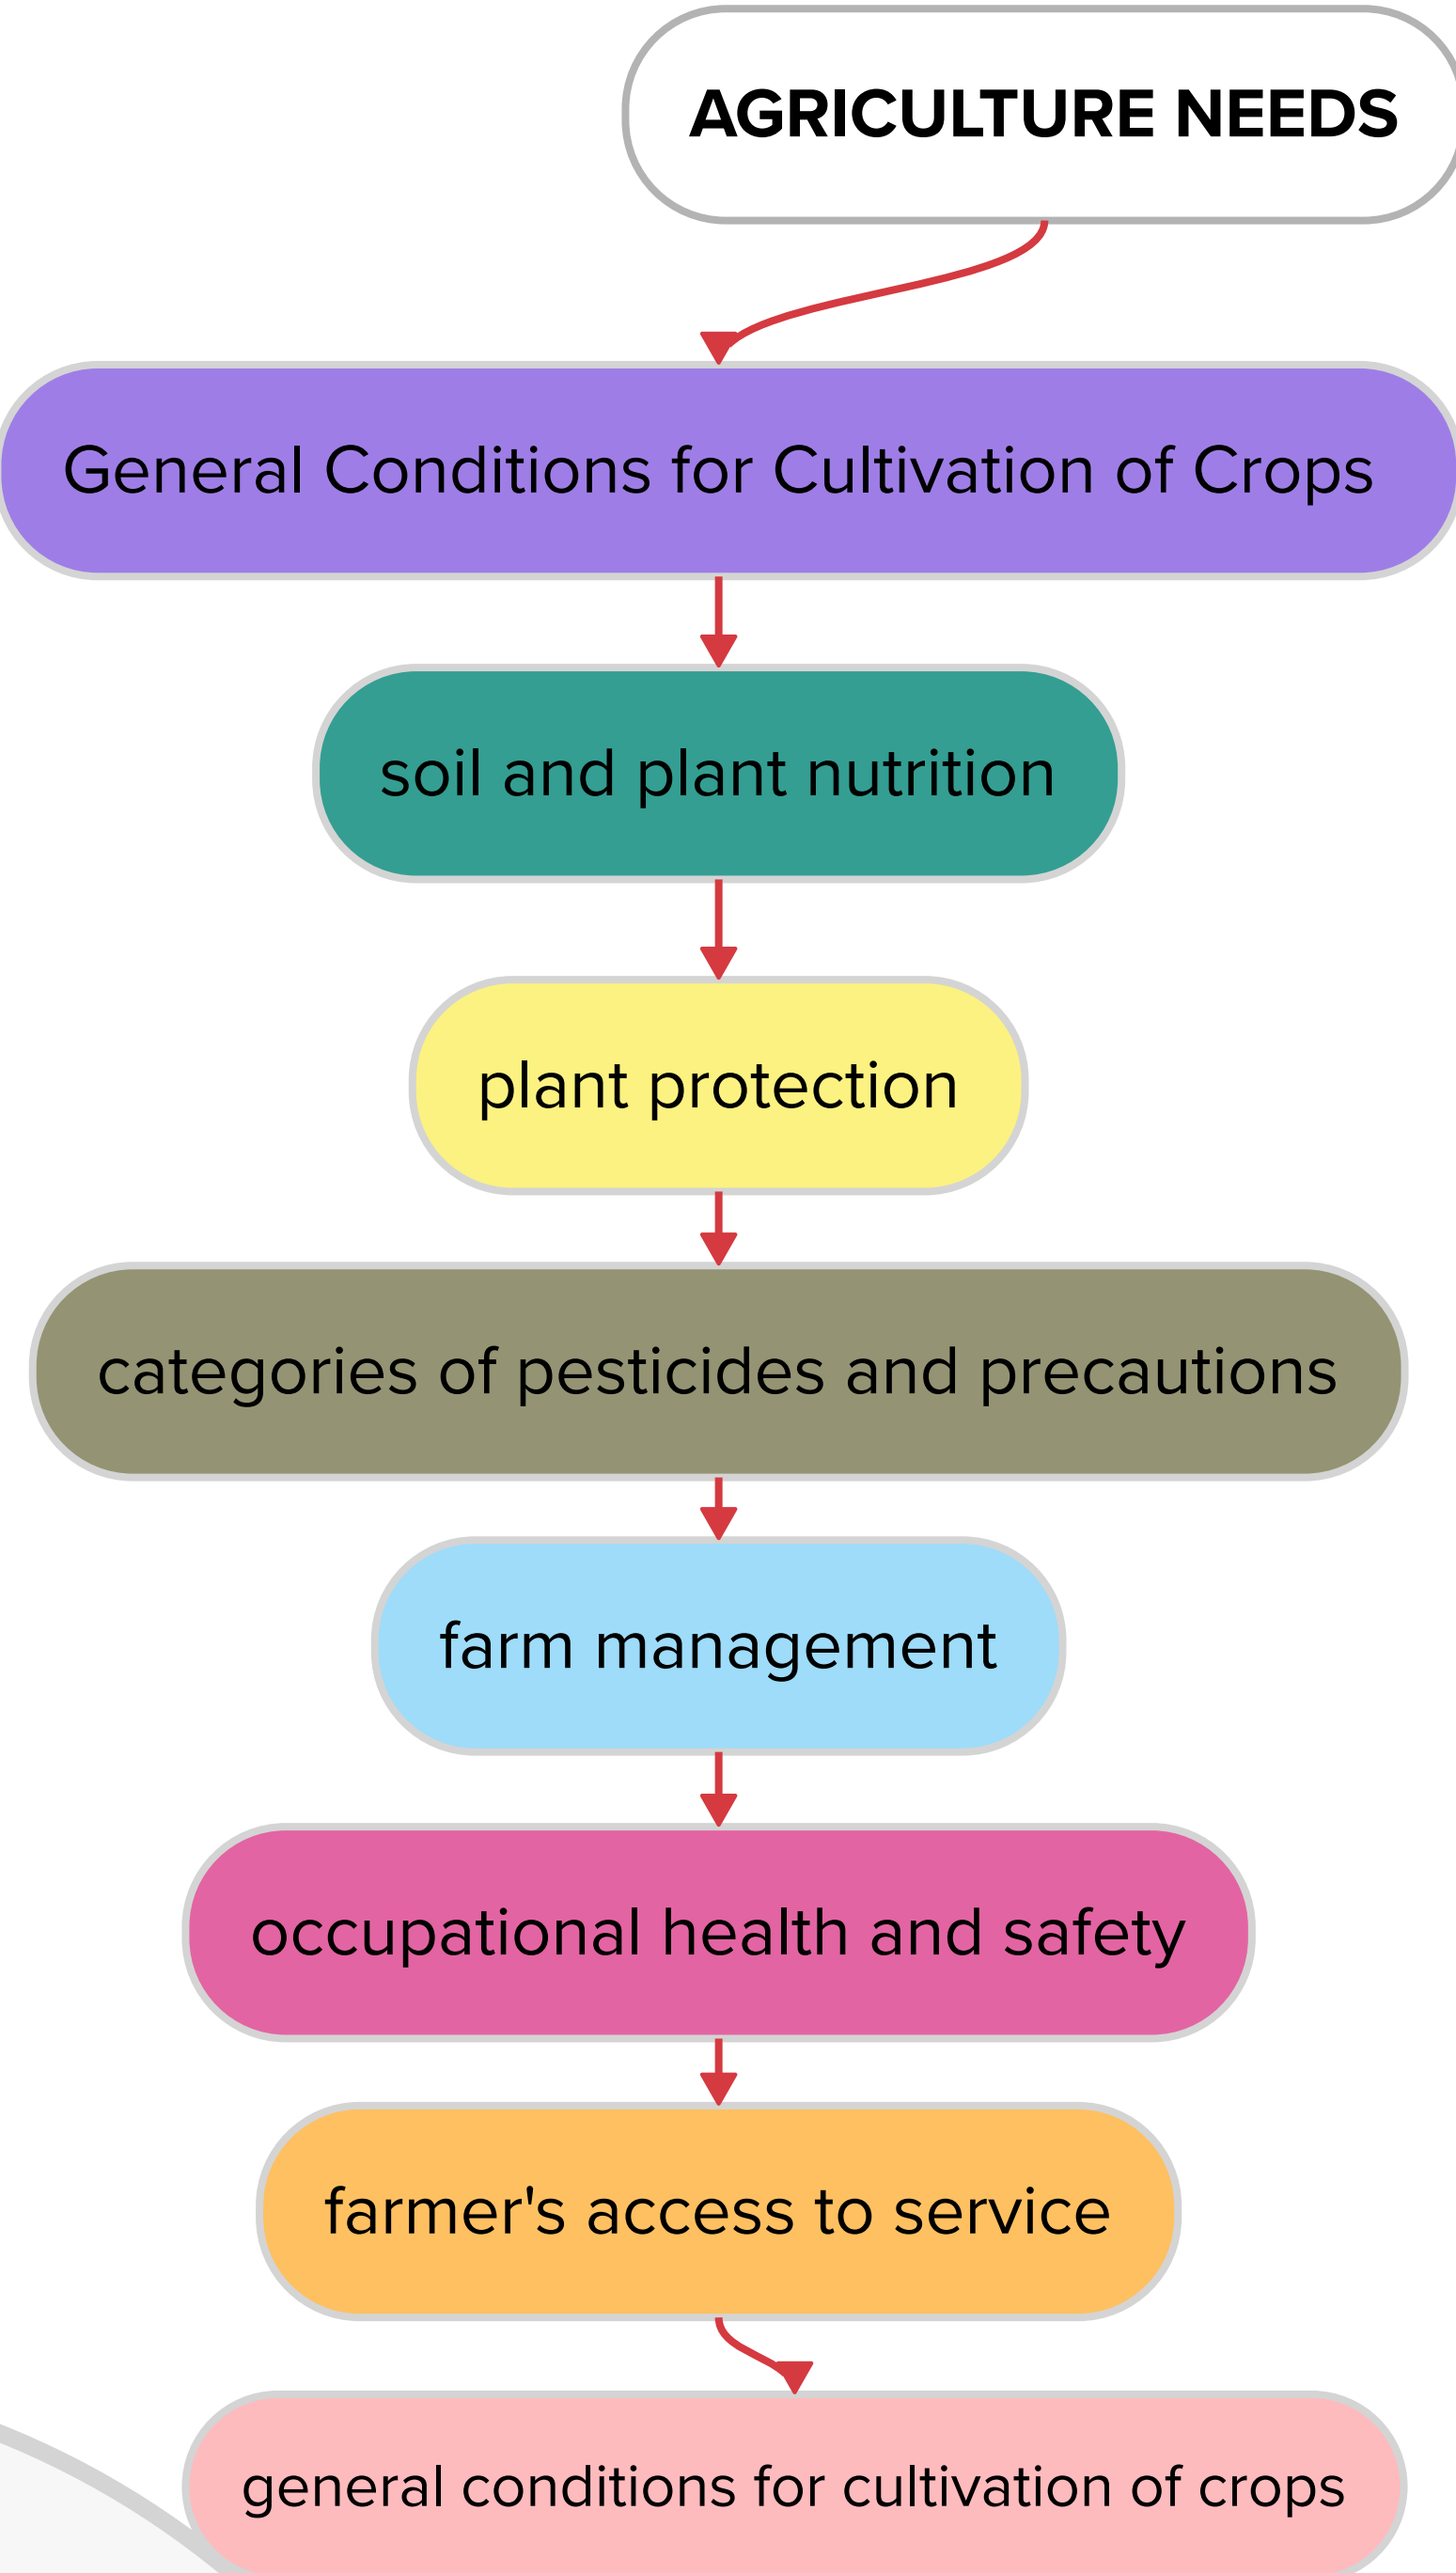 AGRICULTURE NEEDS
General Conditions for Cultivation of Crops
soil and plant nutrition
plant protection
categories of pesticides and precautions
farm management
occupational health and safety
farmer's access to service
general conditions for cultivation of crops